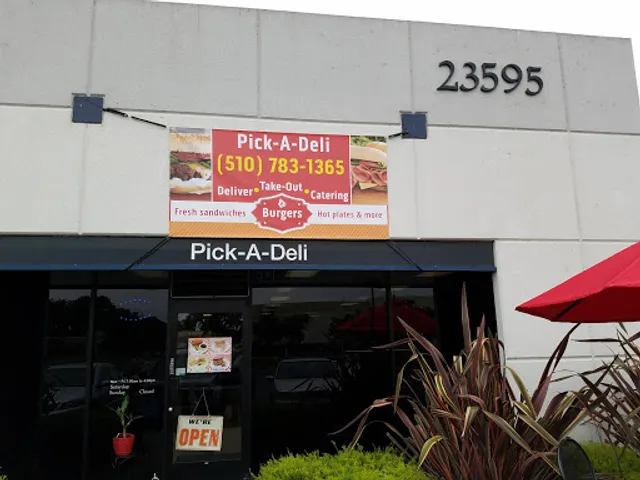 23595
Pick-A-Deli
(510) 783-1365
Deliver • Take-Out • Catering
Fresh sandwiches & Burgers Hot plates & more
Pick-A-Deli
Saturday
Sunday Closed
WE'RE
OPEN